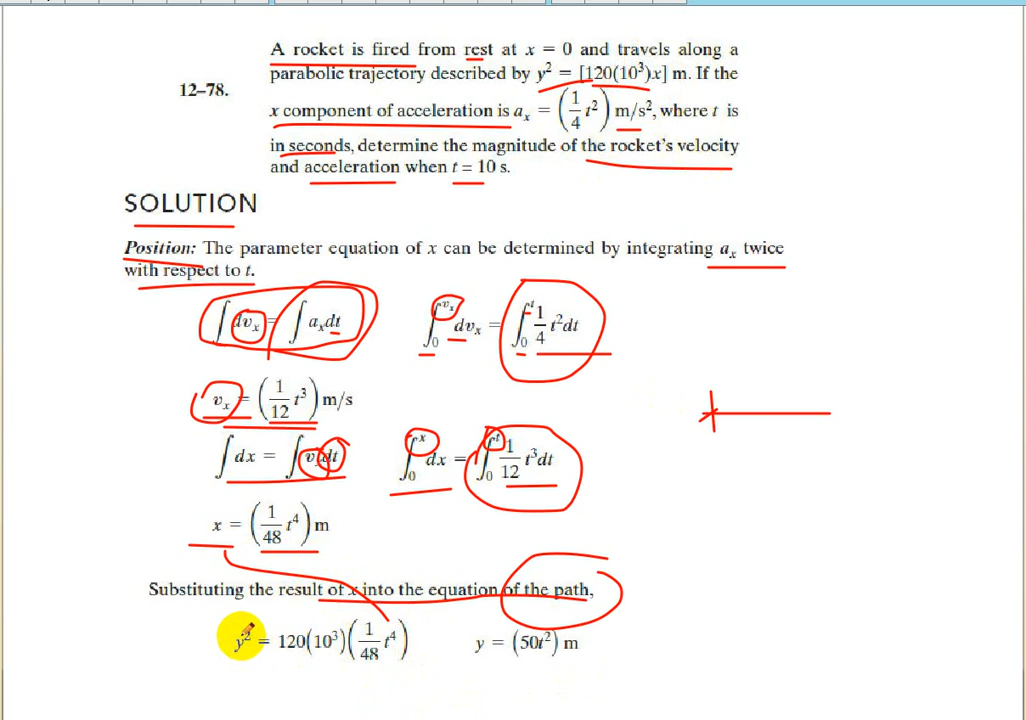 A rocket is fired from rest at x = 0 and travels along a
parabolic trajectory described by y² = [120(10³)x] m. If the
12–78.
x component of acceleration is aₓ = (1/4 t²) m/s², where t is
in seconds, determine the magnitude of the rocket's velocity
and acceleration when t = 10 s.
SOLUTION
Position: The parameter equation of x can be determined by integrating aₓ twice
with respect to t.
∫ dvₓ = ∫ aₓdt ∫₀^vₓ dvₓ = ∫₀^t 1/4 t²dt
vₓ = (1/12 t³) m/s
∫ dx = ∫ vₓdt ∫₀^x dx = ∫₀^t 1/12 t³dt
x = (1/48 t⁴) m
Substituting the result of x into the equation of the path,
y² = 120(10³)(1/48 t⁴) y = (50t²) m